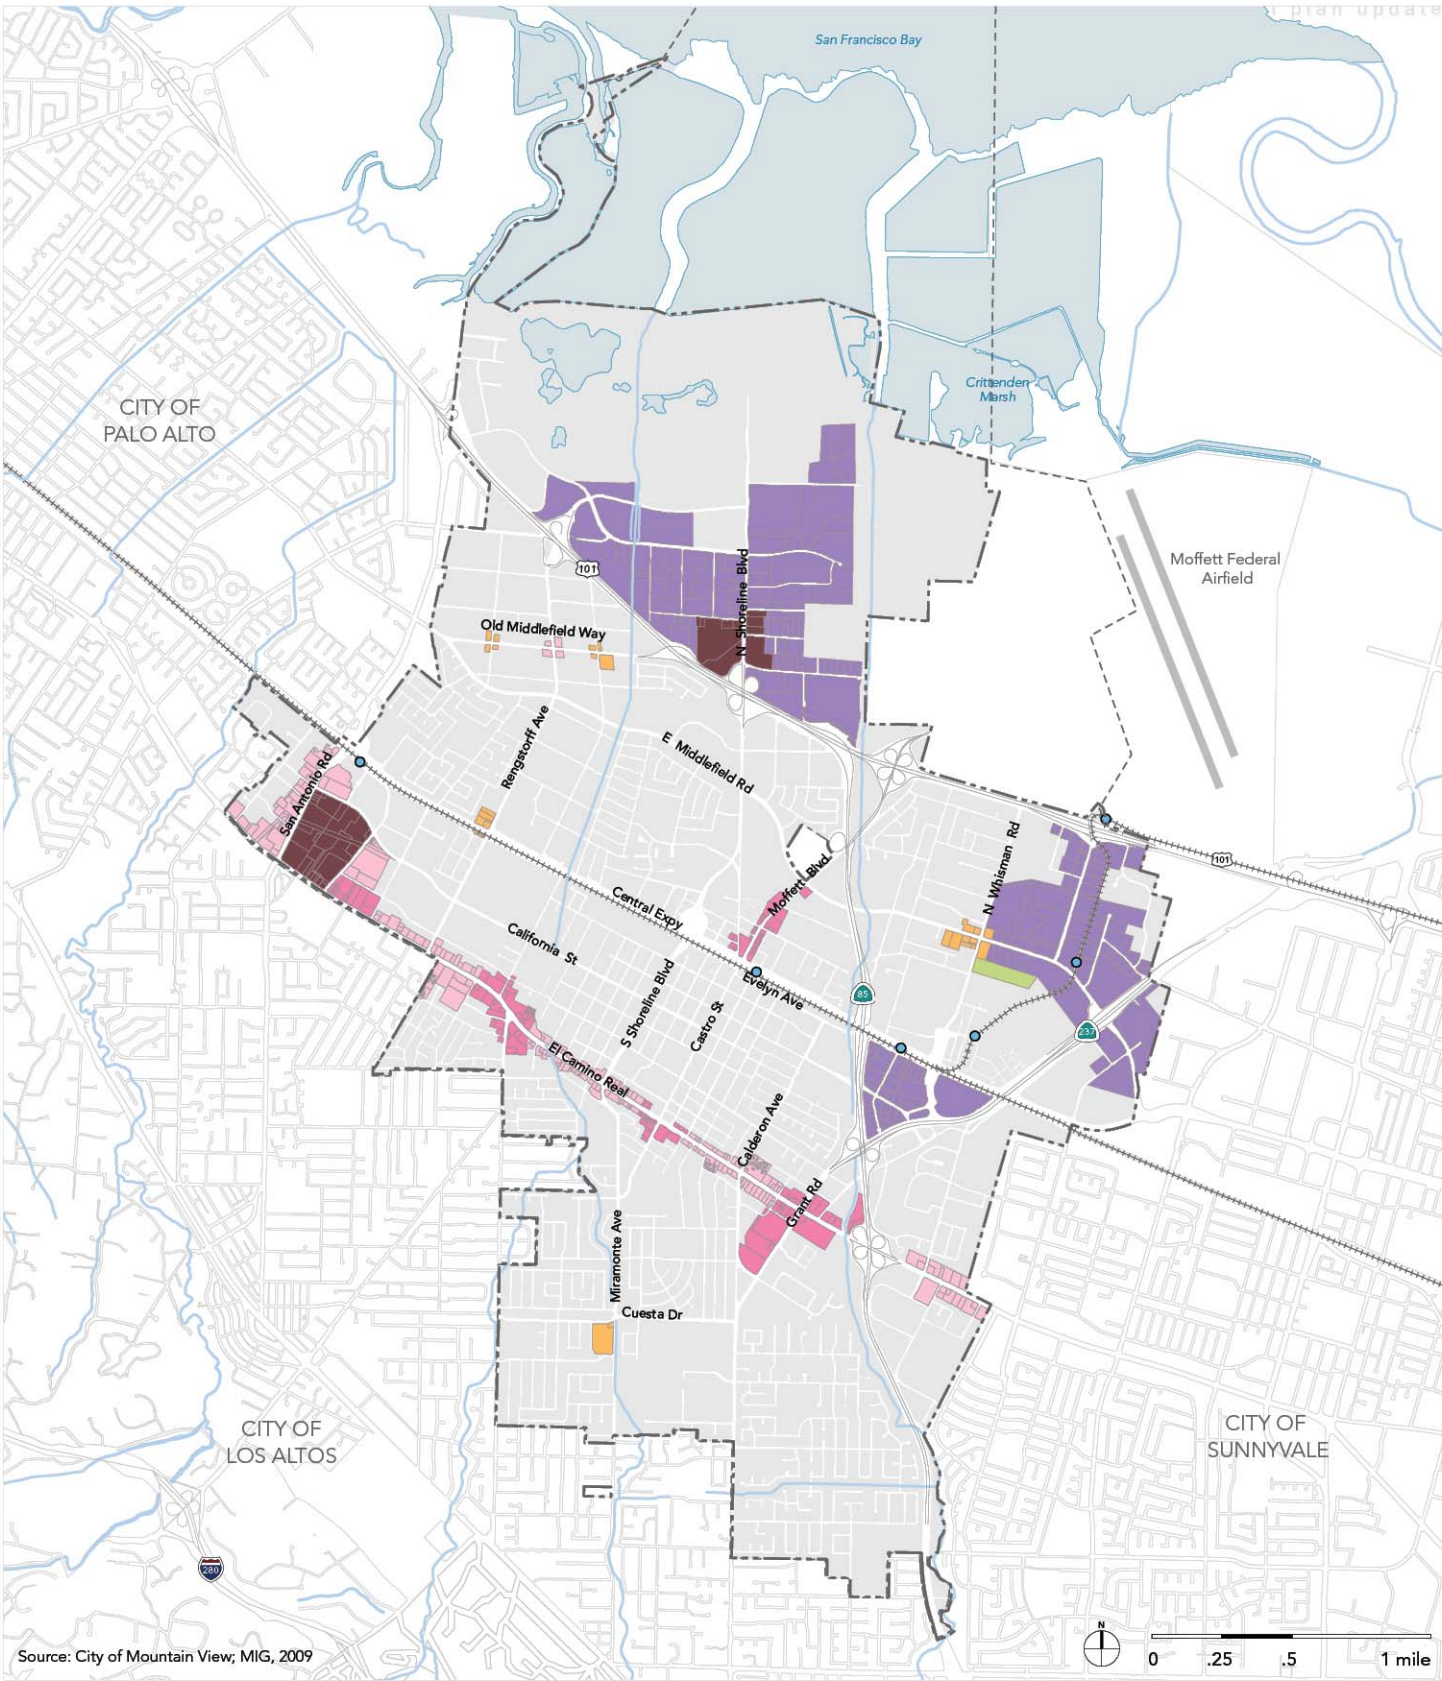 plan update
San Francisco Bay
CITY OF
PALO ALTO
Crittenden
Marsh
Moffett Federal
Airfield
N Shoreline Blvd
101
Old Middlefield Way
Rengstorff Ave
E Middlefield Rd
San Antonio Rd
N Whisman Rd
101
Moffett Blvd
Central Expy
California St
S Shoreline Blvd
Evelyn Ave
Castro St
85
237
El Camino Real
Calderon Ave
Grant Rd
Miramonte Ave
Cuesta Dr
CITY OF
LOS ALTOS
CITY OF
SUNNYVALE
280
N
Source: City of Mountain View; MIG, 2009
0 .25 .5 1 mile